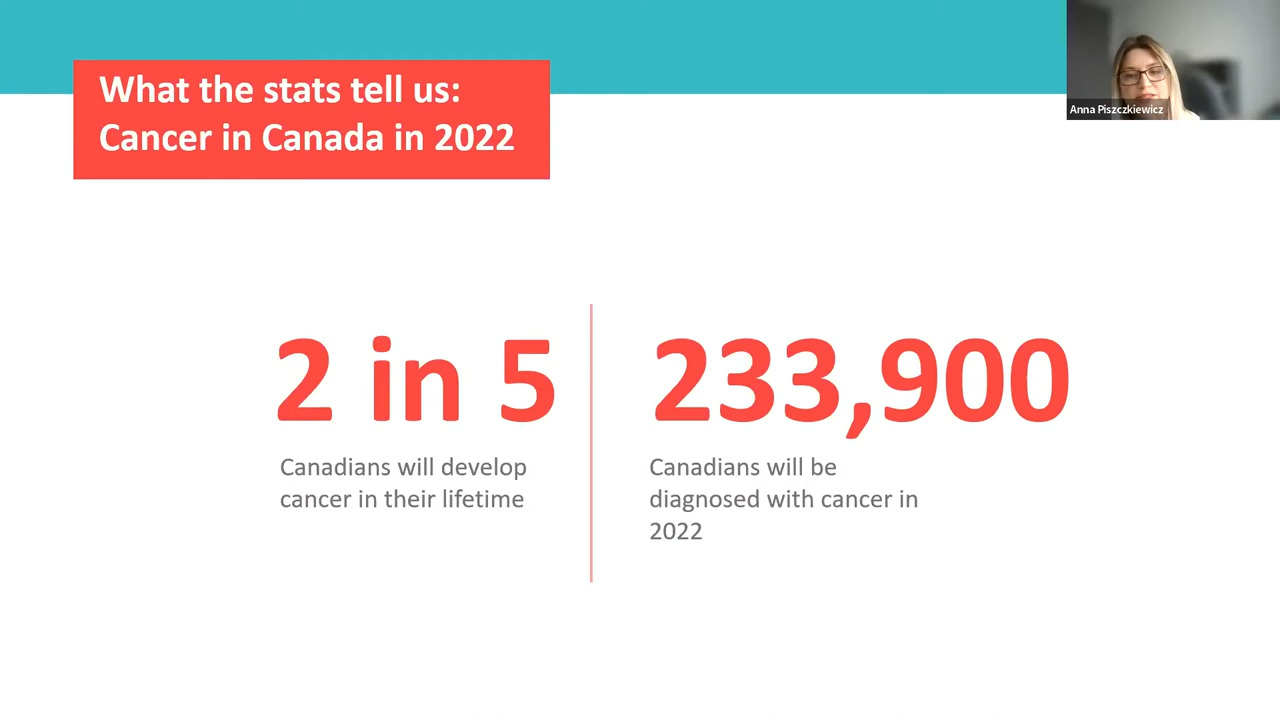 What the stats tell us:
Cancer in Canada in 2022
Anna Piszczkiewicz
2 in 5
Canadians will develop
cancer in their lifetime
233,900
Canadians will be
diagnosed with cancer in
2022